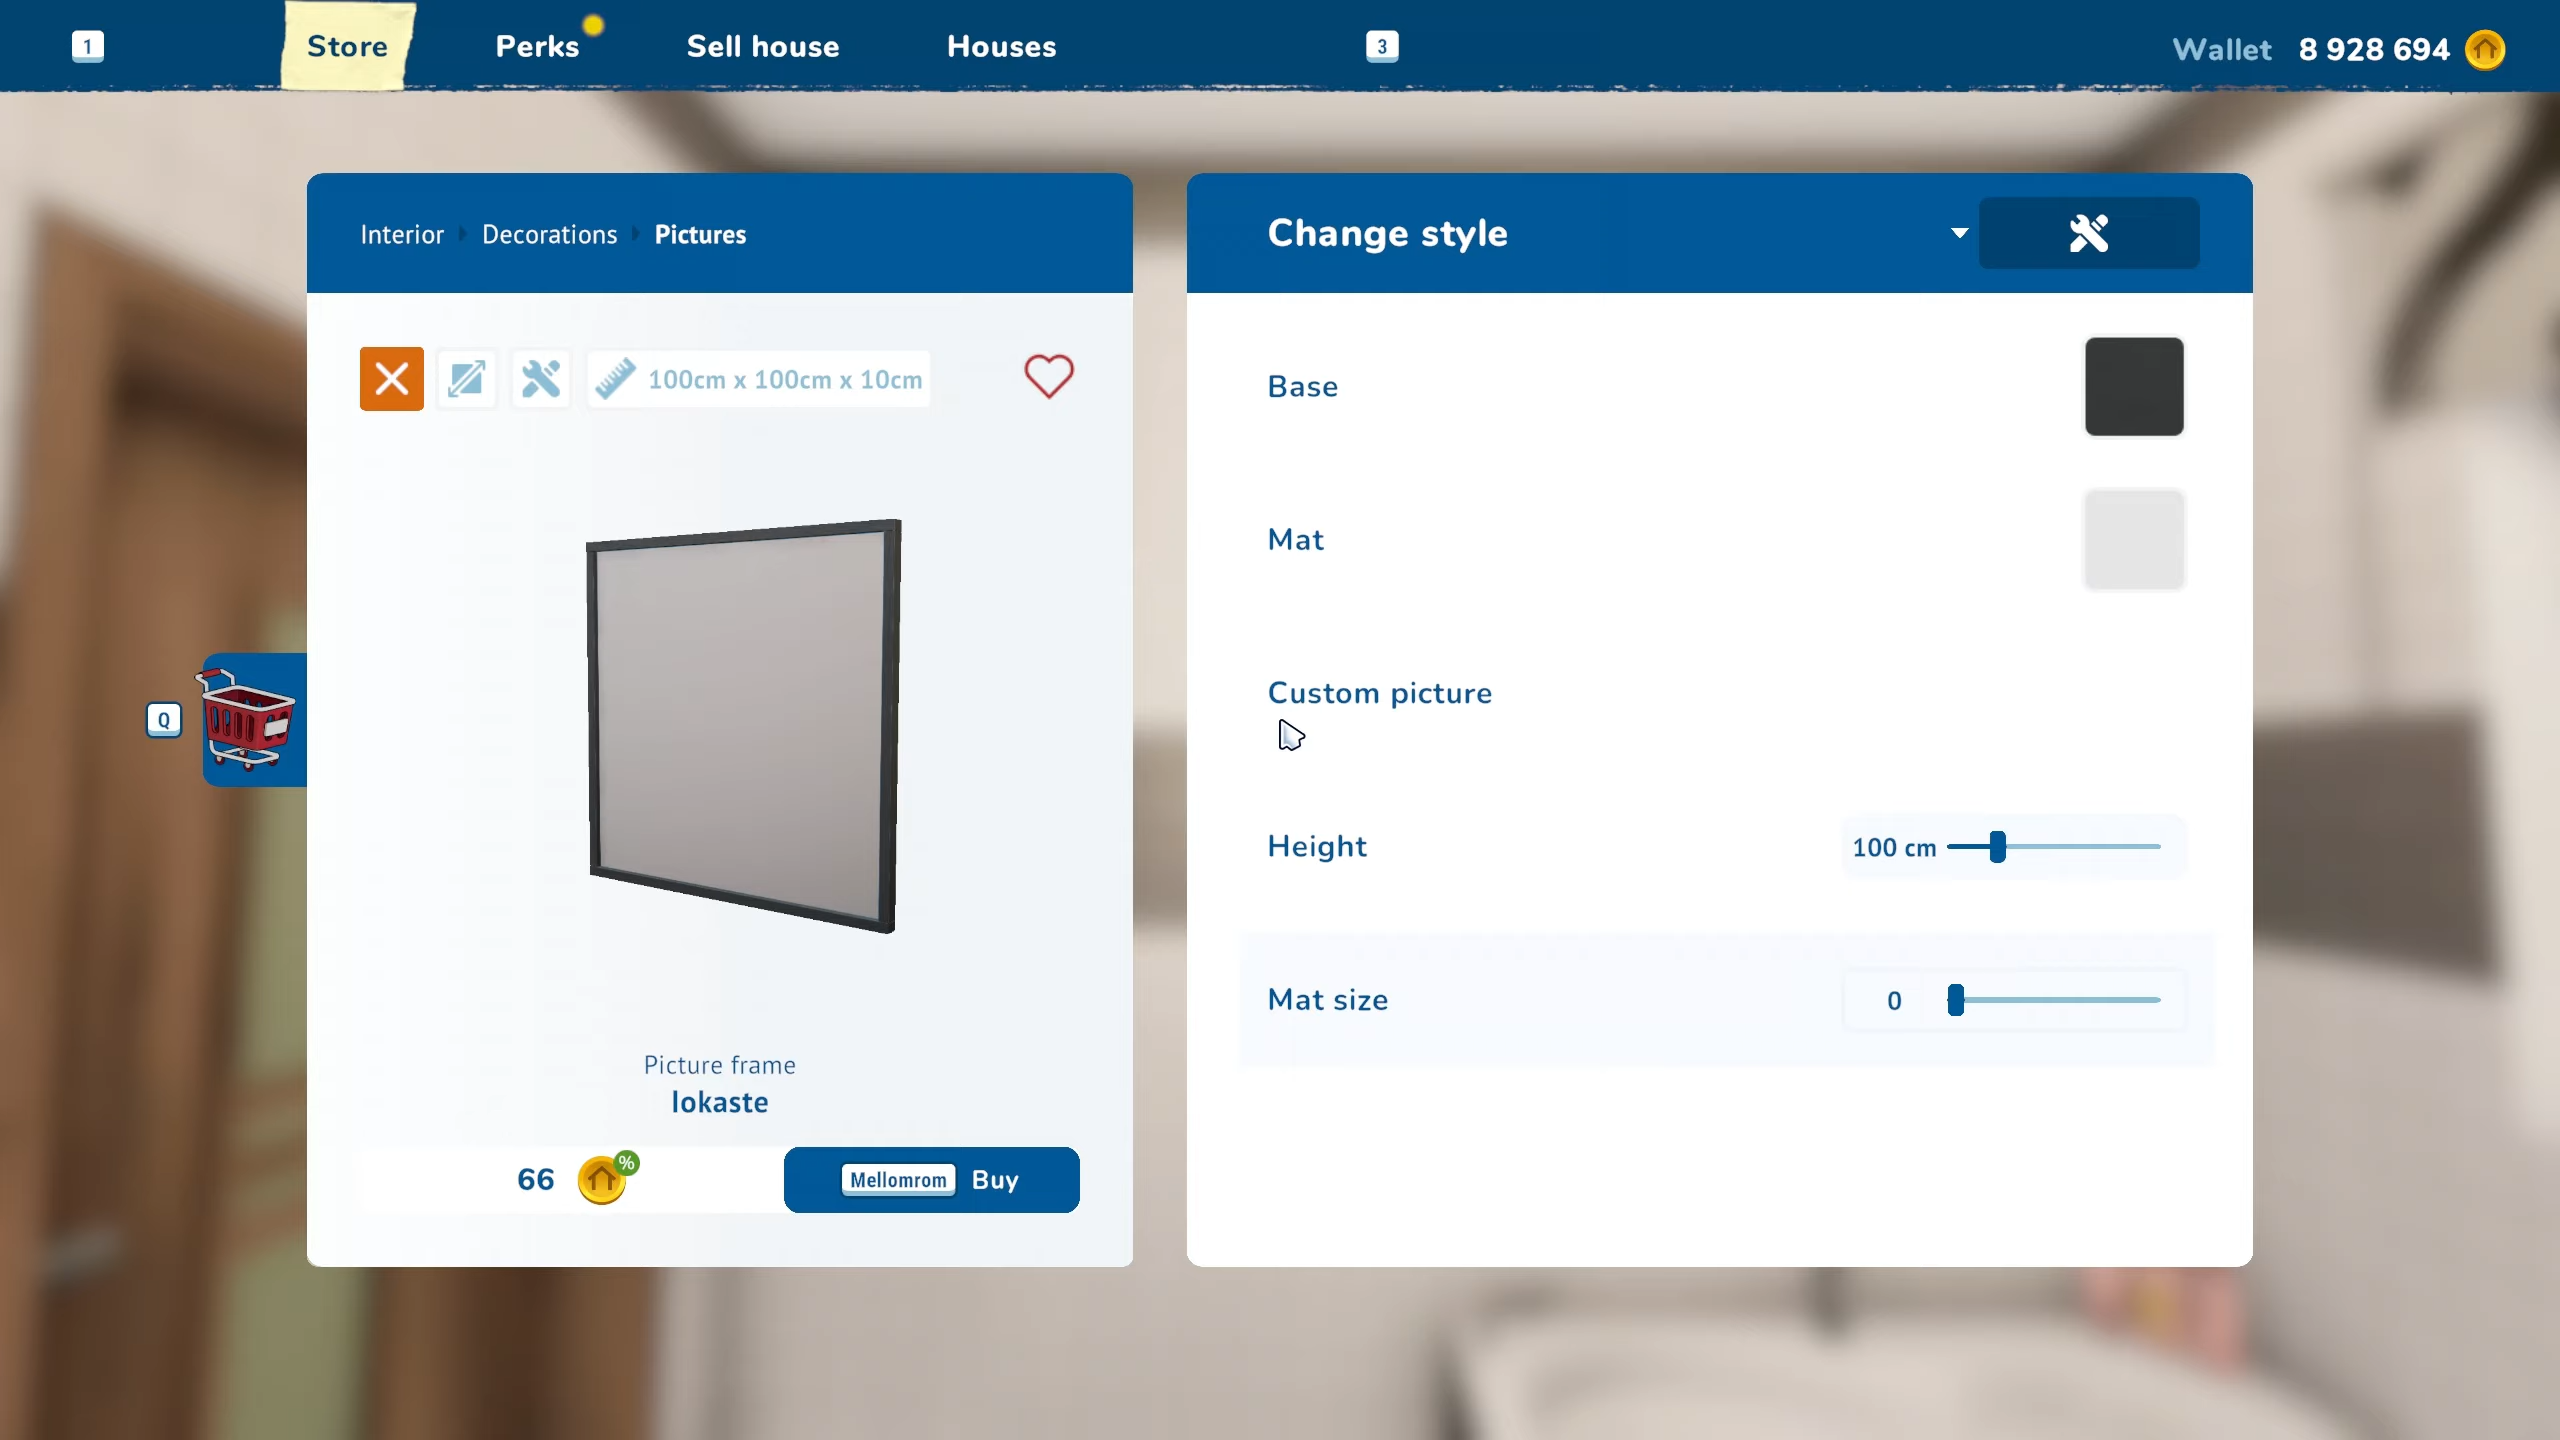 1
Store
Perks
Sell house
Houses
3
Wallet 8 928 694
Interior Decorations Pictures
100cm x 100cm x 10cm
Q
Picture frame
Iokaste
66 %
Mellomrom Buy
Change style
Base
Mat
Custom picture
Height 100 cm
Mat size 0